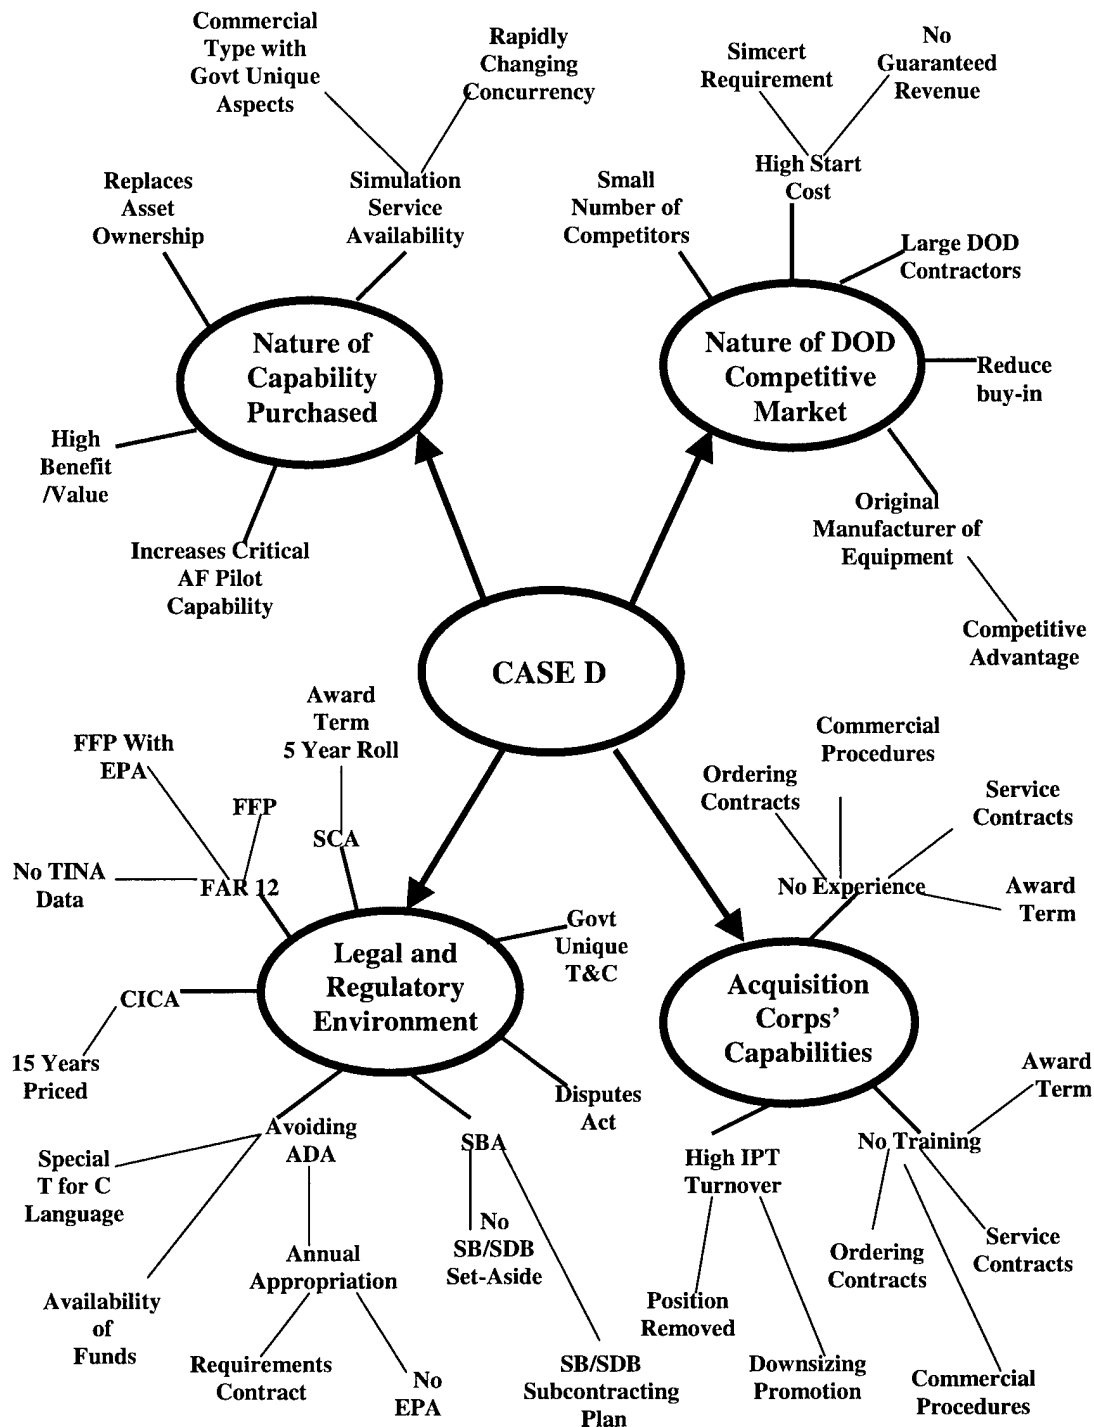 Commercial
Type with
Govt Unique
Aspects
Rapidly
Changing
Concurrency
Simcert
Requirement
No
Guaranteed
Revenue
Replaces
Asset
Ownership
Simulation
Service
Availability
Small
Number of
Competitors
High Start
Cost
Large DOD
Contractors
Nature of
Capability
Purchased
Nature of DOD
Competitive
Market
Reduce
buy-in
High
Benefit
/Value
Increases Critical
AF Pilot
Capability
Original
Manufacturer of
Equipment
Competitive
Advantage
CASE D
Award
Term
5 Year Roll
FFP With
EPA
FFP
SCA
No TINA
Data
FAR 12
Commercial
Procedures
Ordering
Contracts
Service
Contracts
No Experience
Award
Term
Govt
Unique
T&C
Legal and
Regulatory
Environment
CICA
15 Years
Priced
Acquisition
Corps'
Capabilities
Disputes
Act
Avoiding
ADA
SBA
Special
T for C
Language
No
SB/SDB
Set-Aside
Annual
Appropriation
Availability
of
Funds
Requirements
Contract
No
EPA
SB/SDB
Subcontracting
Plan
High IPT
Turnover
No Training
Award
Term
Ordering
Contracts
Service
Contracts
Position
Removed
Downsizing
Promotion
Commercial
Procedures